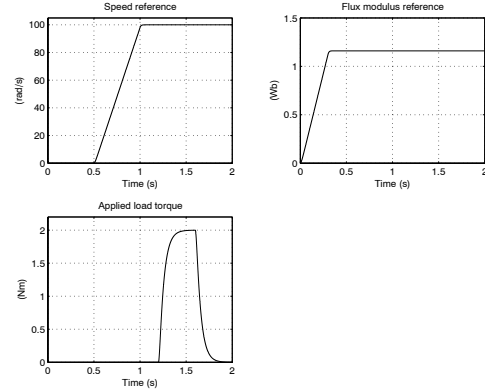 Speed reference
100
80
60
40
20
0
(rad/s)
0 0.5 1 1.5 2
Time (s)
Flux modulus reference
1.5
1
0.5
0
(Wb)
0 0.5 1 1.5 2
Time (s)
Applied load torque
2
1.5
1
0.5
0
(Nm)
0 0.5 1 1.5 2
Time (s)